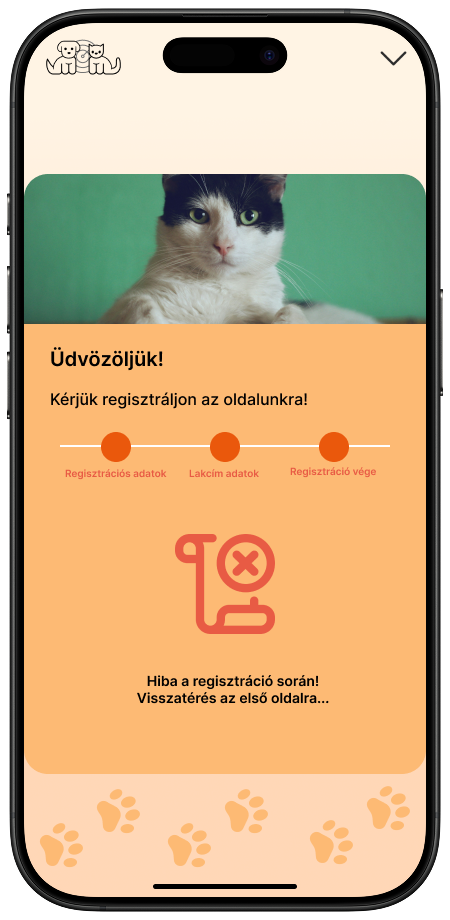 Üdvözöljük!
Kérjük regisztráljon az oldalunkra!
Regisztrációs adatok
Lakcím adatok
Regisztráció vége
Hiba a regisztráció során!
Visszatérés az első oldalra...